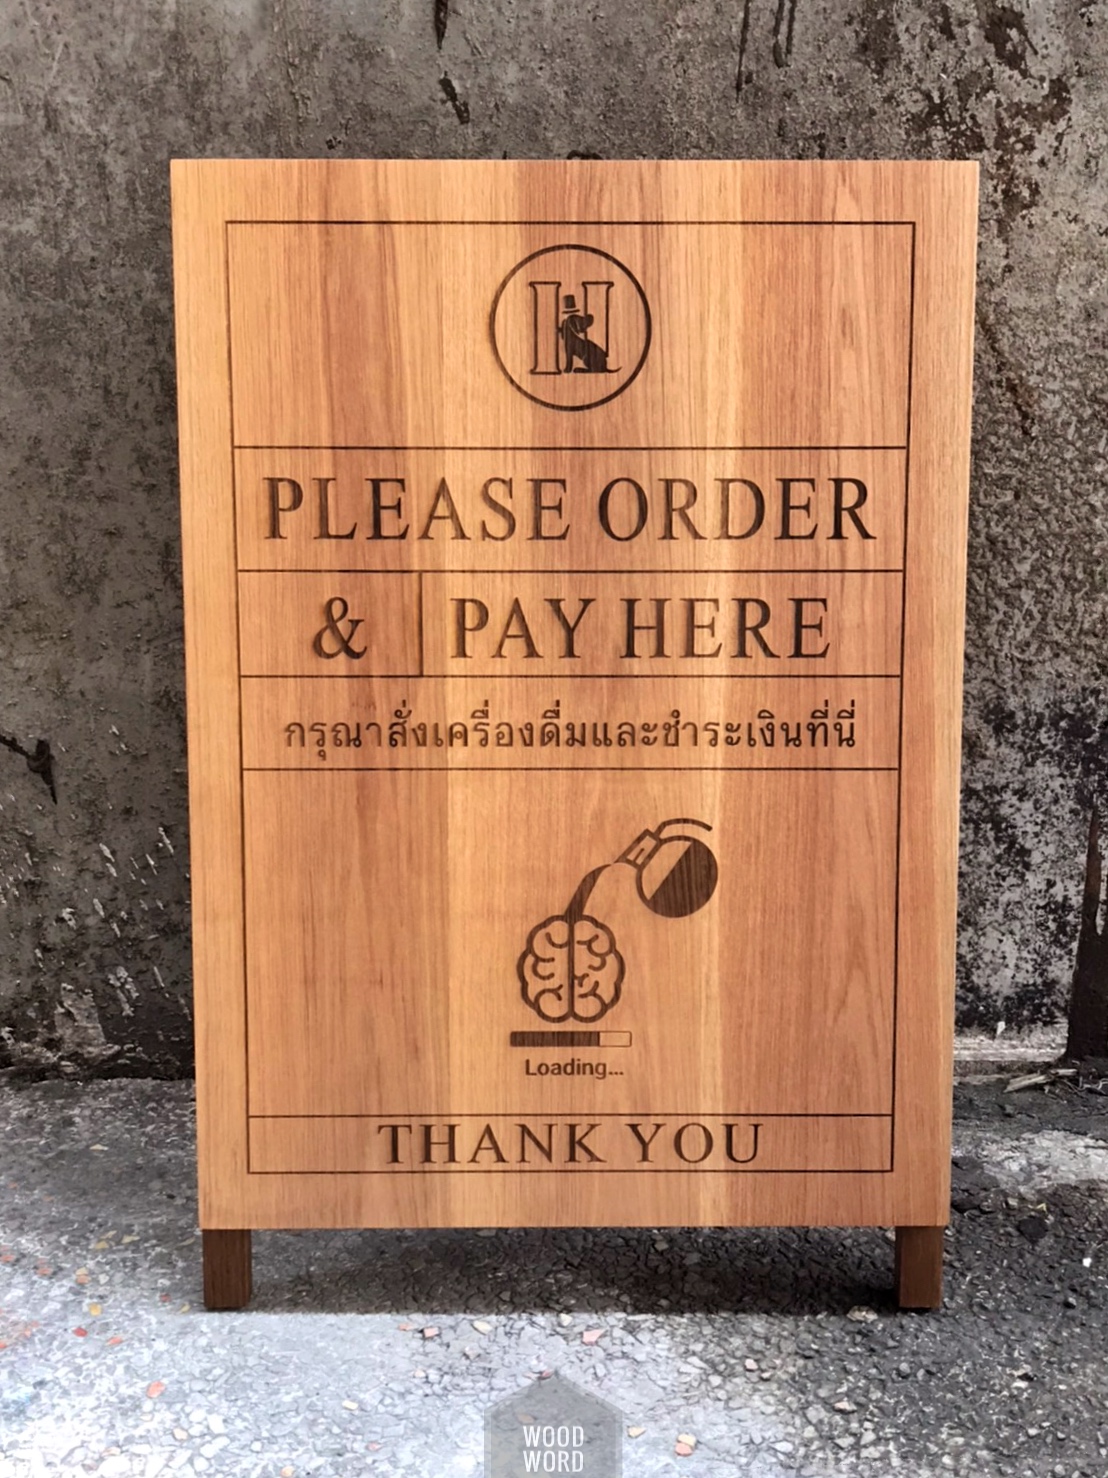 H
PLEASE ORDER
& PAY HERE
กรุณาสั่งเครื่องดื่มและชำระเงินที่นี่
Loading...
THANK YOU
WOOD
WORD